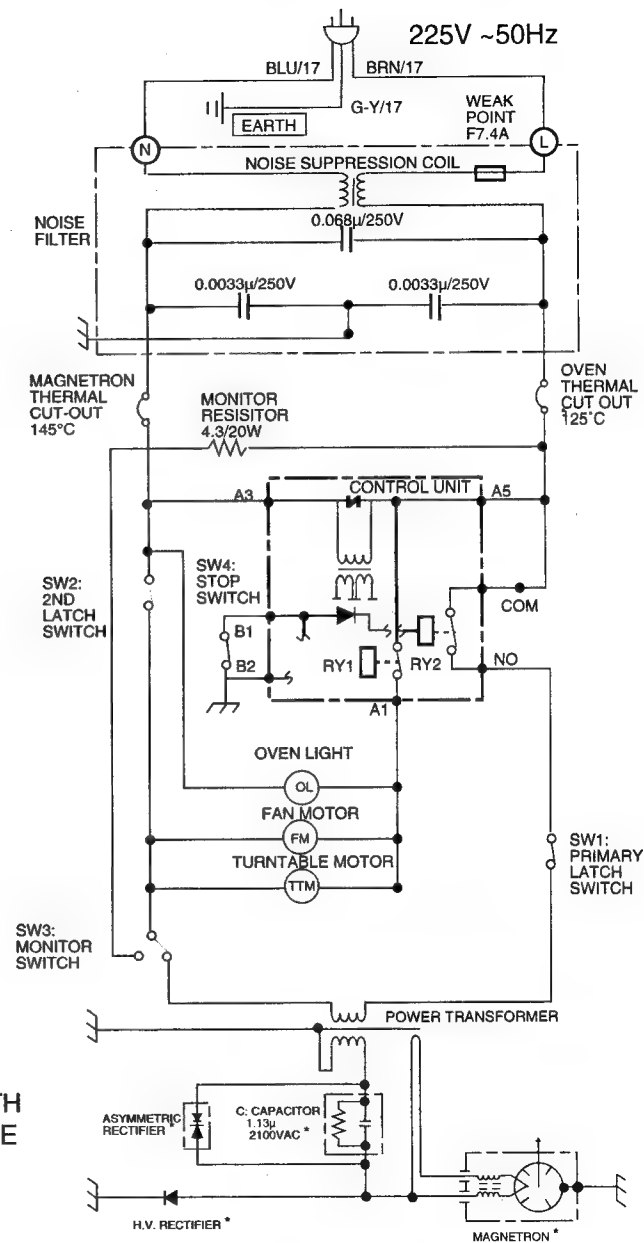 225V ~50Hz
BLU/17
BRN/17
G-Y/17
EARTH
WEAK
POINT
F7.4A
N
L
NOISE SUPPRESSION COIL
NOISE
FILTER
0.068μ/250V
0.0033μ/250V
0.0033μ/250V
MAGNETRON
THERMAL
CUT-OUT
145°C
MONITOR
RESISITOR
4.3/20W
OVEN
THERMAL
CUT OUT
125°C
A3
CONTROL UNIT
A5
SW4:
STOP
SWITCH
SW2:
2ND
LATCH
SWITCH
COM
B1
B2
RY1
RY2
NO
A1
OVEN LIGHT
OL
FAN MOTOR
FM
TURNTABLE MOTOR
TTM
SW1:
PRIMARY
LATCH
SWITCH
SW3:
MONITOR
SWITCH
POWER TRANSFORMER
TH
E
ASYMMETRIC
RECTIFIER*
C: CAPACITOR
1.13μ
2100VAC *
H.V. RECTIFIER *
MAGNETRON *